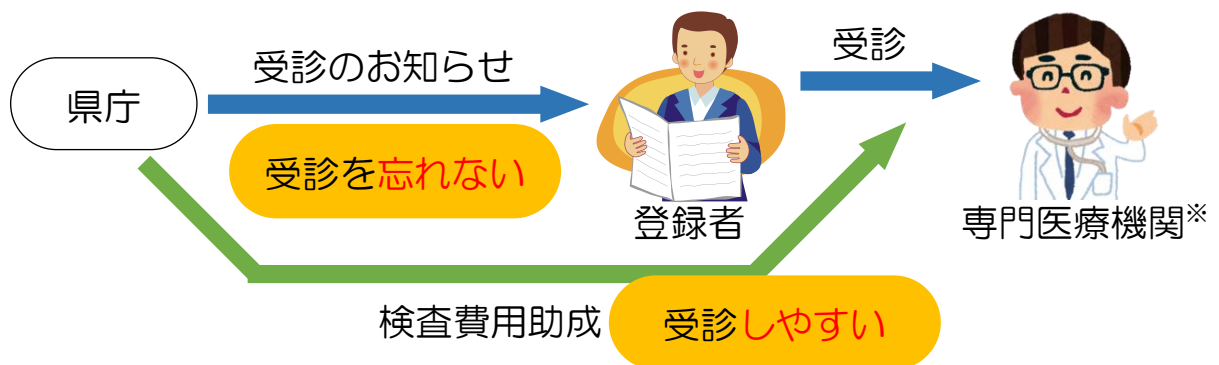 県庁
受診のお知らせ
受診を忘れない
登録者
受診
専門医療機関※
検査費用助成
受診しやすい